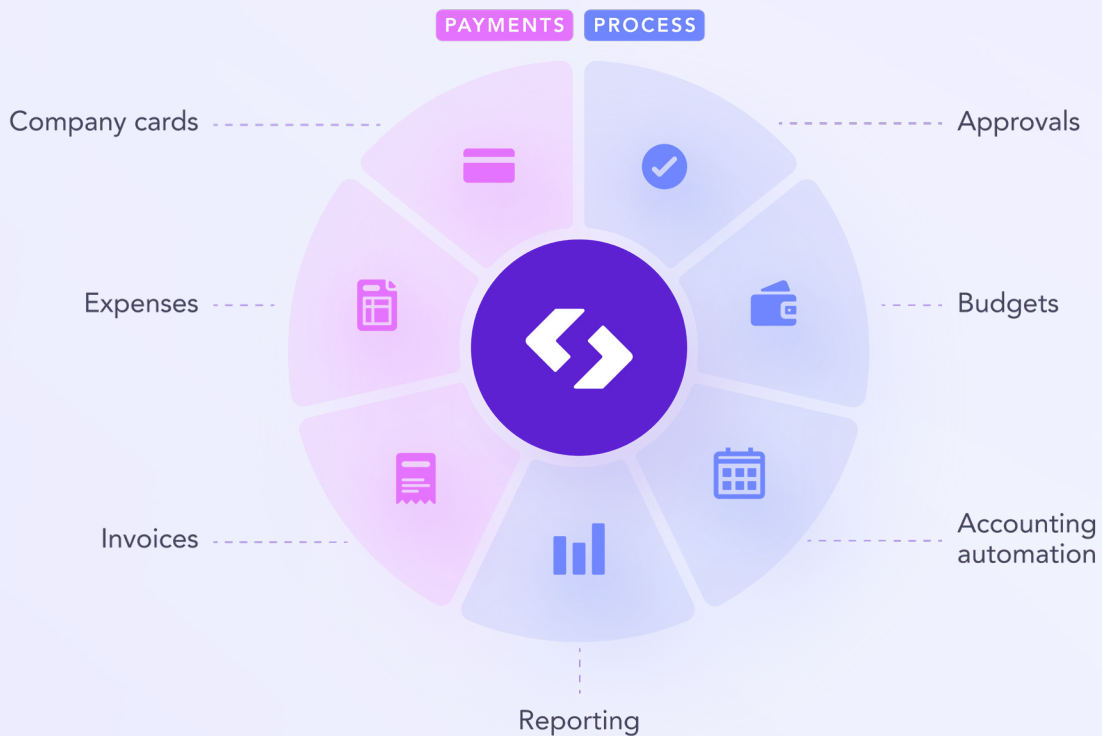 PAYMENTS PROCESS
Company cards
Approvals
Expenses
Budgets
Invoices
Accounting
automation
Reporting